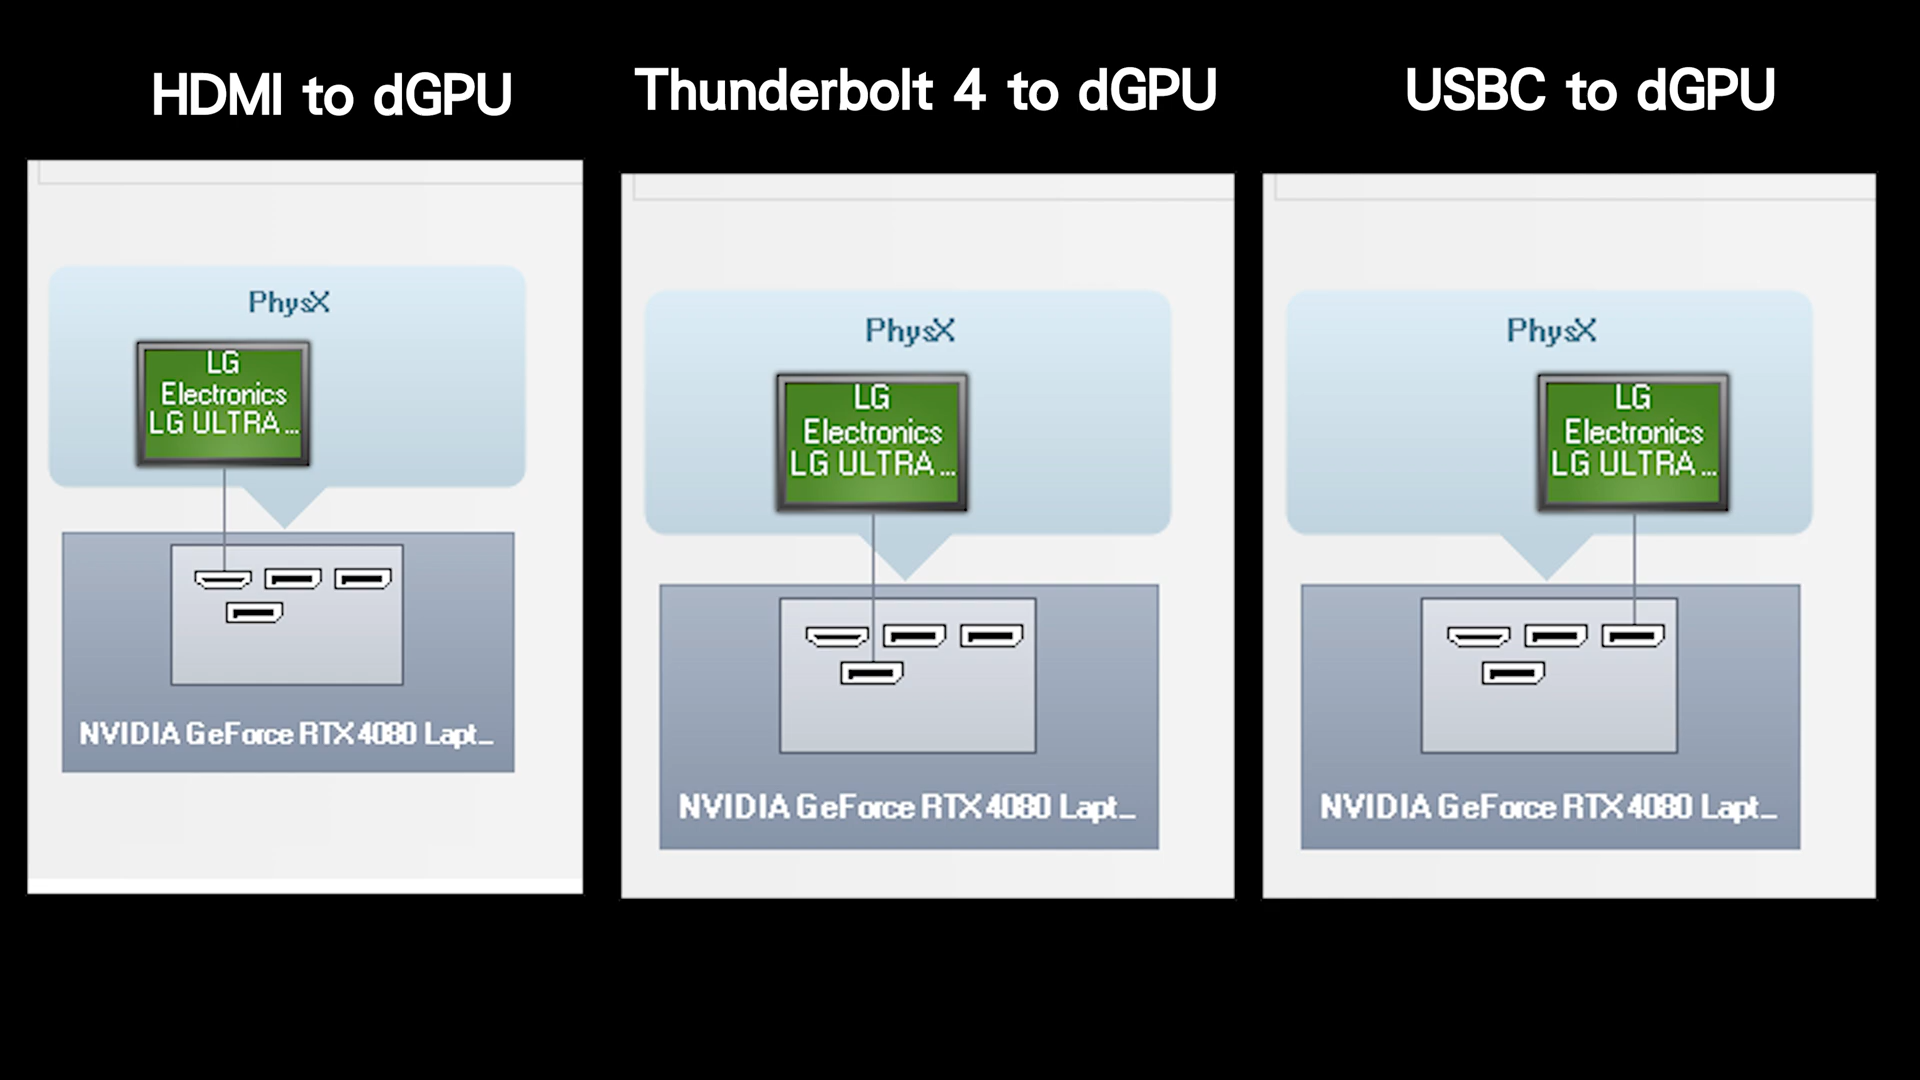 HDMI to dGPU
PhysX
LG
Electronics
LG ULTRA ...
NVIDIA GeForce RTX 4080 Lapt...
Thunderbolt 4 to dGPU
PhysX
LG
Electronics
LG ULTRA ...
NVIDIA GeForce RTX 4080 Lapt...
USBC to dGPU
PhysX
LG
Electronics
LG ULTRA ...
NVIDIA GeForce RTX 4080 Lapt...